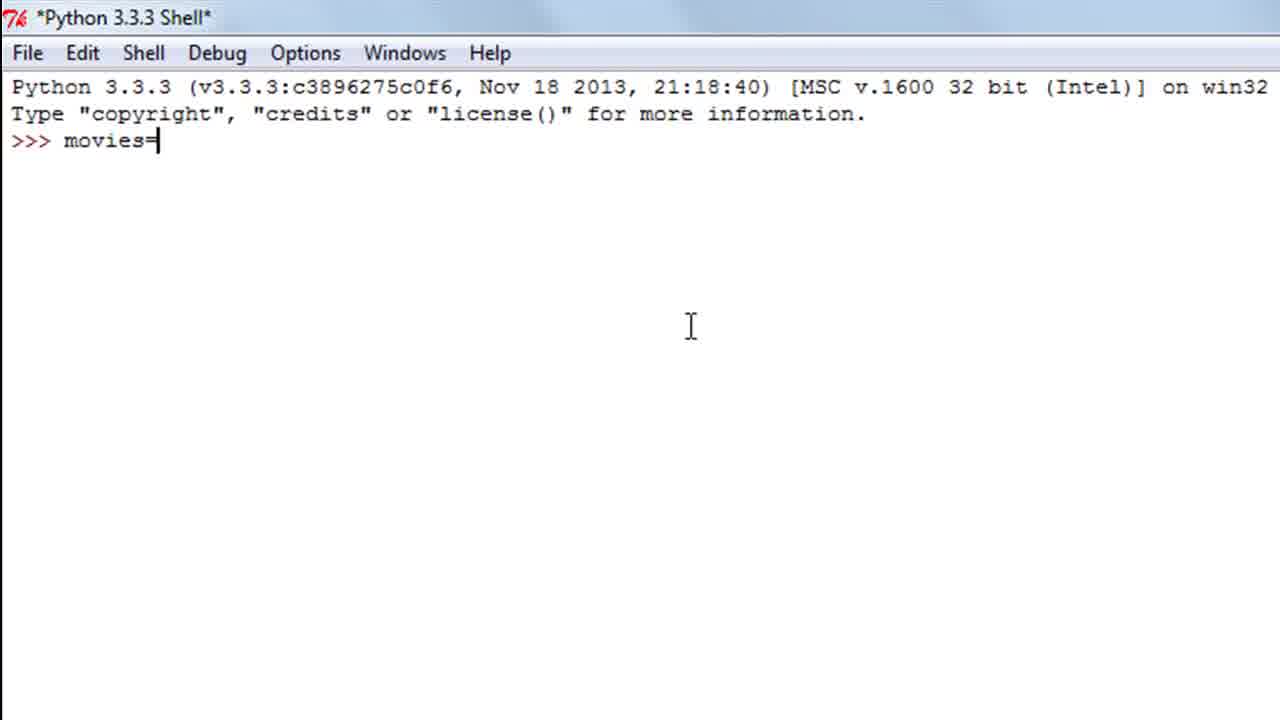 *Python 3.3.3 Shell*
File Edit Shell Debug Options Windows Help
Python 3.3.3 (v3.3.3:c3896275c0f6, Nov 18 2013, 21:18:40) [MSC v.1600 32 bit (Intel)] on win32
Type "copyright", "credits" or "license()" for more information.
>>> movies=